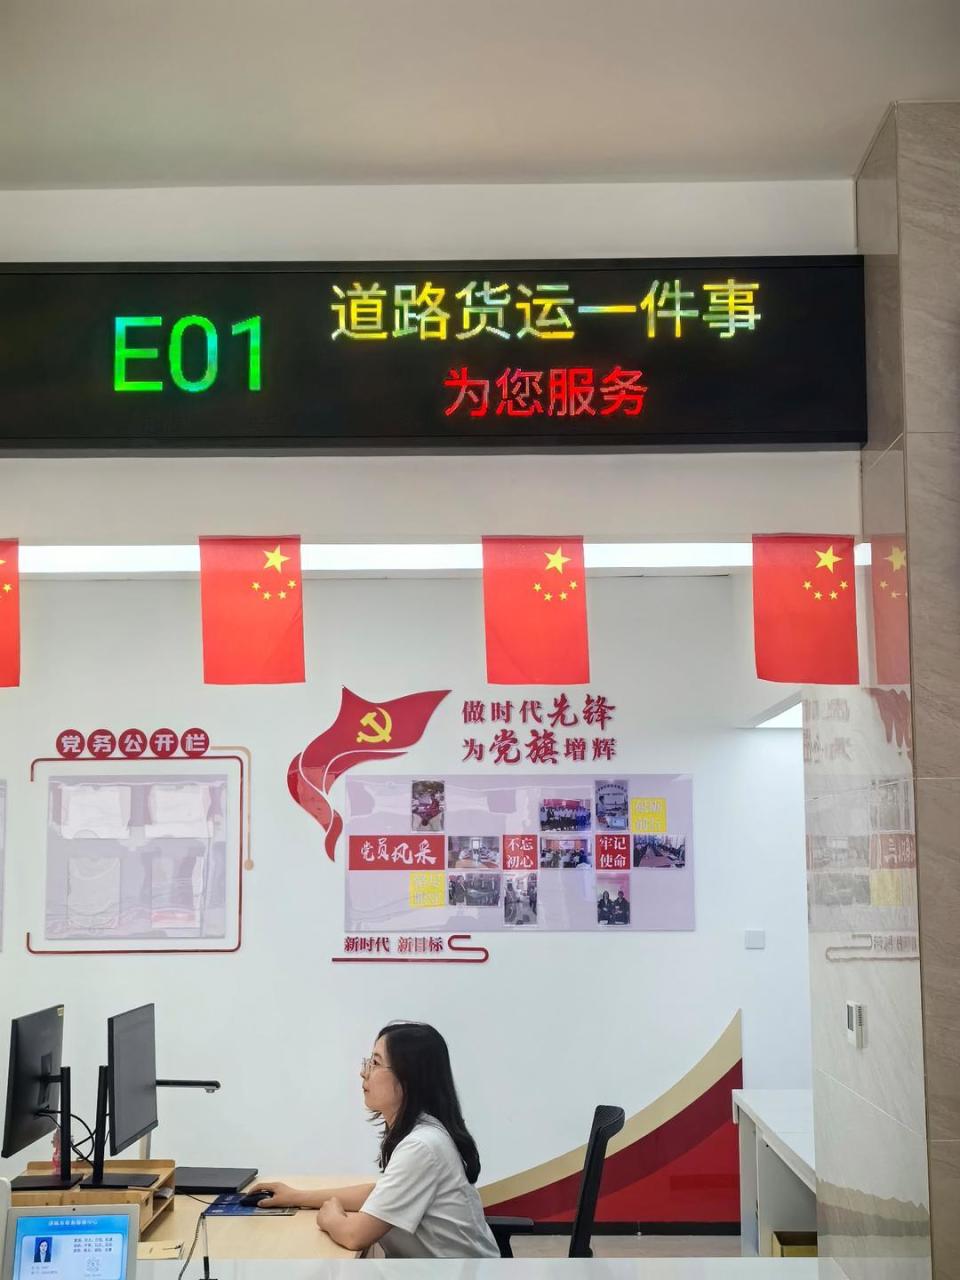 E01
道路货运一件事
为您服务
党务公开栏
做时代先锋
为党旗增辉
党员风采
不忘
初心
牢记
使命
新时代 新目标